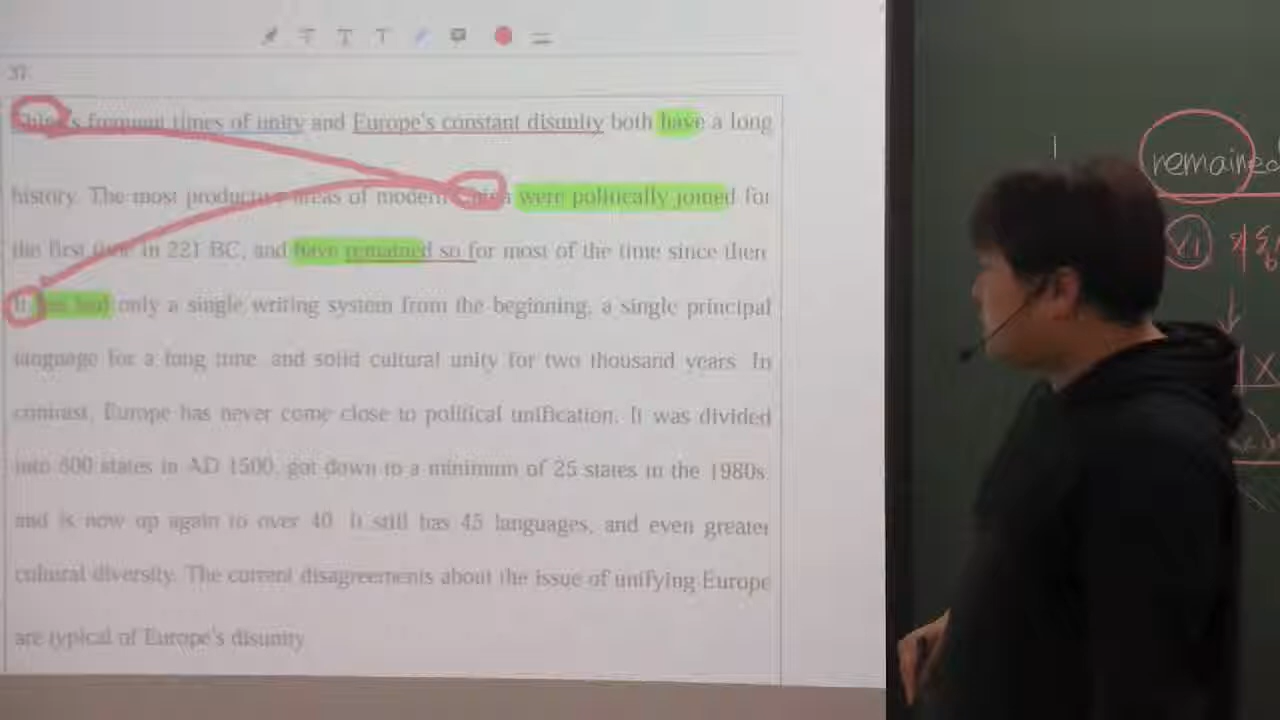 37.
China's frequent times of unity and Europe's constant disunity both have a long
history. The most productive areas of modern China were politically joined for
the first time in 221 BC, and have remained so for most of the time since then.
It has had only a single writing system from the beginning, a single principal
language for a long time, and solid cultural unity for two thousand years. In
contrast, Europe has never come close to political unification. It was divided
into 500 states in AD 1500, got down to a minimum of 25 states in the 1980s,
and is now up again to over 40. It still has 45 languages, and even greater
cultural diversity. The current disagreements about the issue of unifying Europe
are typical of Europe's disunity.
remained
X